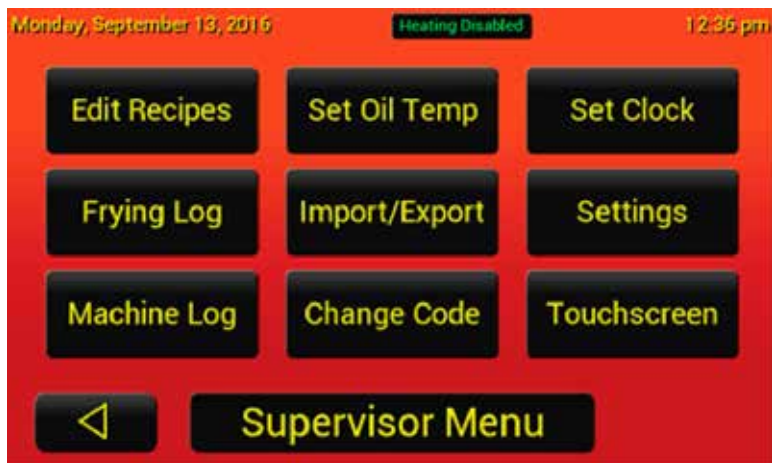 Monday, September 13, 2016 Heating Disabled 12:36 pm
Edit Recipes Set Oil Temp Set Clock
Frying Log Import/Export Settings
Machine Log Change Code Touchscreen
Supervisor Menu